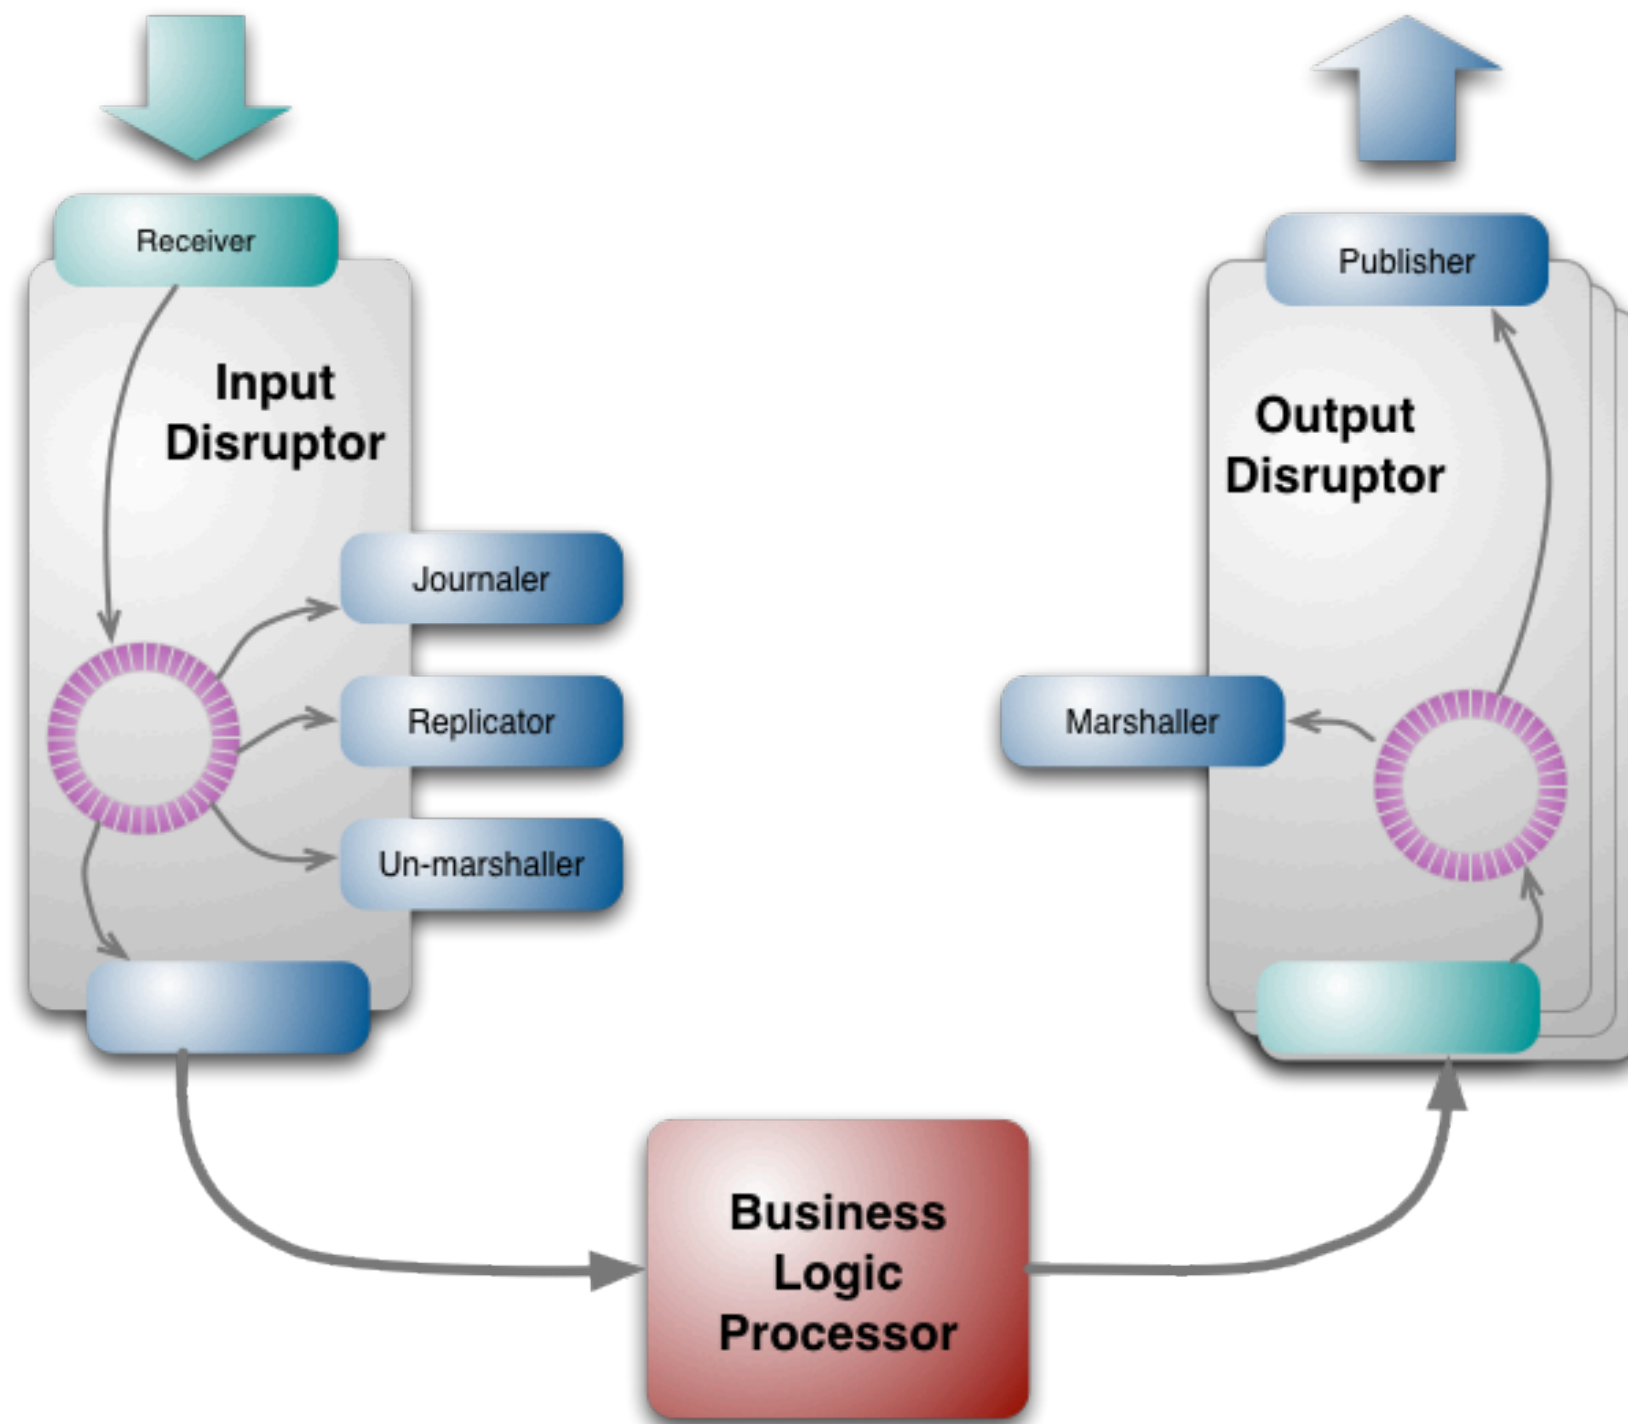 Receiver
Input
Disruptor
Journaler
Replicator
Un-marshaller
Business
Logic
Processor
Publisher
Output
Disruptor
Marshaller